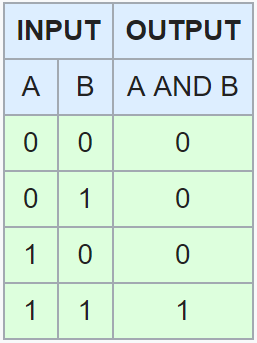 INPUT OUTPUT
A B A AND B
0 0 0
0 1 0
1 0 0
1 1 1